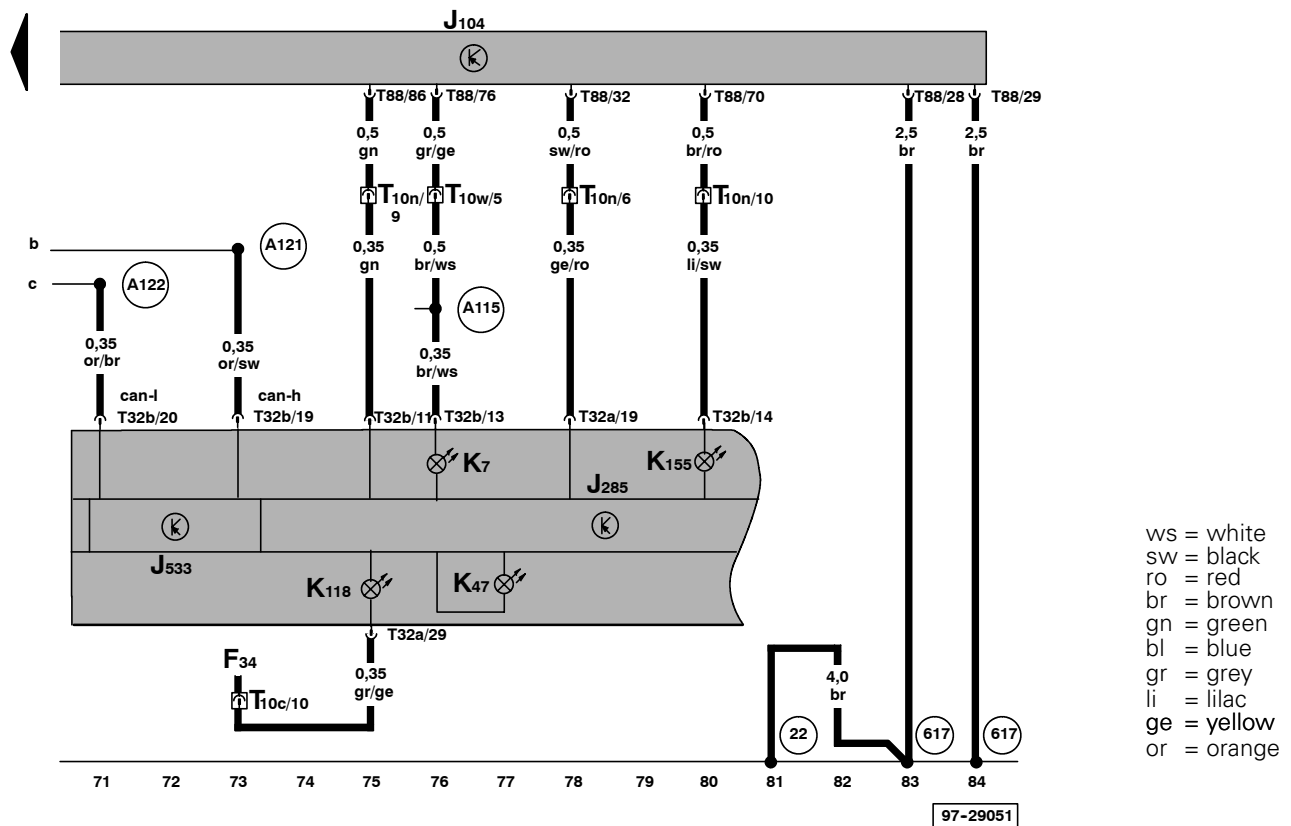 J104
T88/86 T88/76 T88/32 T88/70 T88/28 T88/29
0,5 0,5 0,5 0,5 2,5 2,5
gn gr/ge sw/ro br/ro br br
T10n/9 T10w/5 T10n/6 T10n/10
b A121
0,35 0,5 0,35 0,35
gn br/ws ge/ro li/sw
c A122
A115
0,35 0,35 0,35
or/br or/sw br/ws
can-l can-h
T32b/20 T32b/19 T32b/11 T32b/13 T32a/19 T32b/14
K7 K155
J285
J533
K118 K47
T32a/29
F34
0,35
gr/ge
T10c/10
4,0
br
22 617 617
71 72 73 74 75 76 77 78 79 80 81 82 83 84
97-29051
ws = white
sw = black
ro = red
br = brown
gn = green
bl = blue
gr = grey
li = lilac
ge = yellow
or = orange